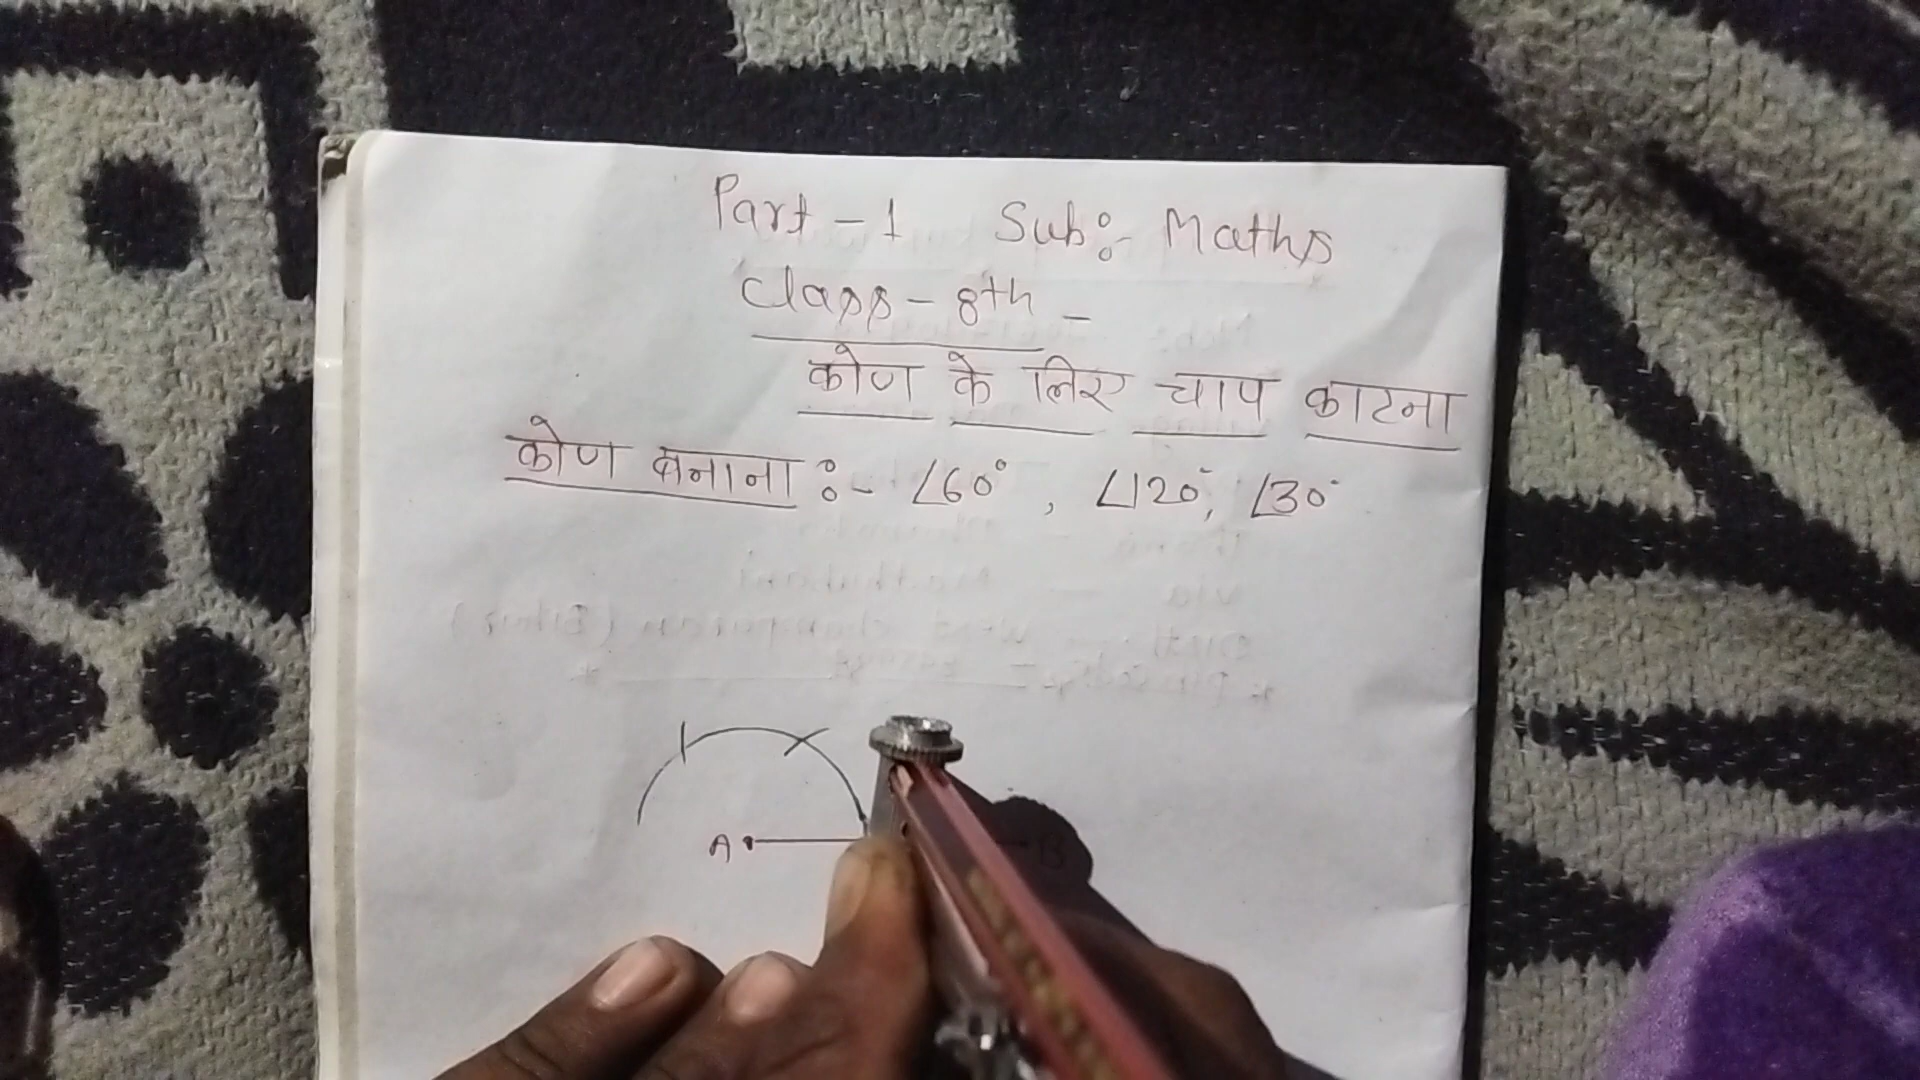 Part - 1 Sub:- Maths
Class - 8th -
कोण के लिए चाप काटना
कोण बनाना :- ∠60°, ∠120°, ∠30°
A B